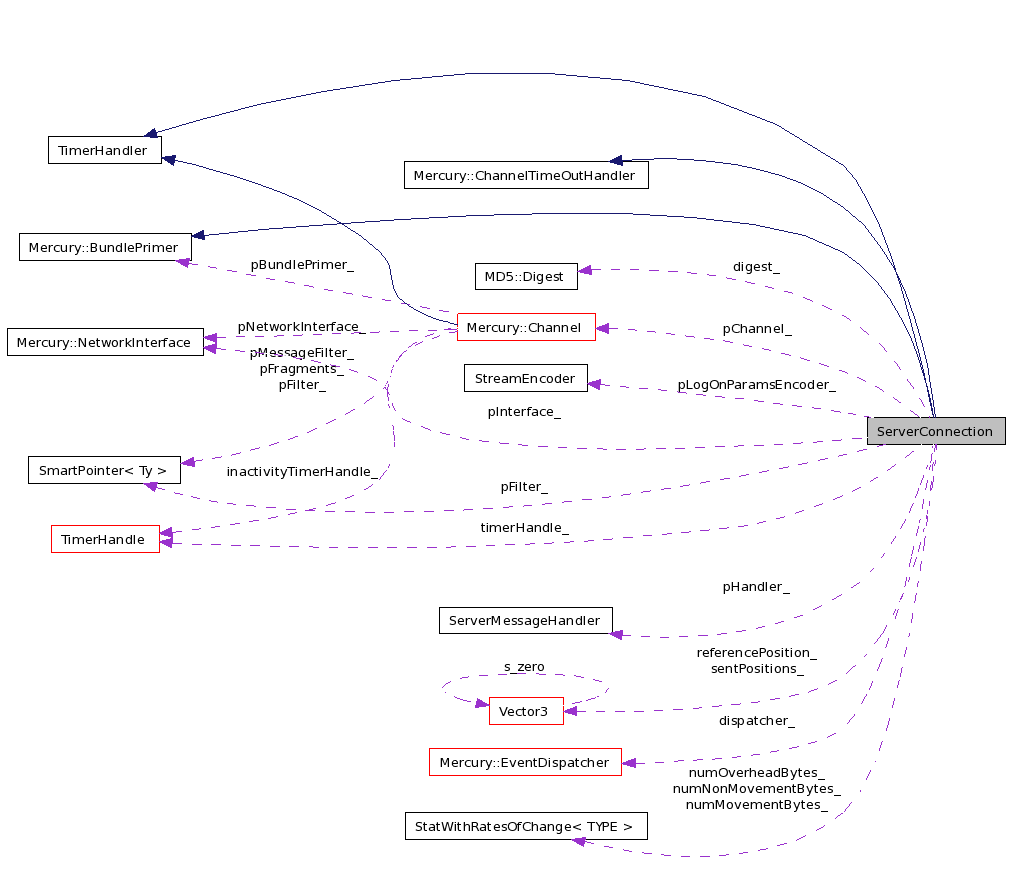 TimerHandler
Mercury::ChannelTimeOutHandler
Mercury::BundlePrimer
pBundlePrimer_
MD5::Digest
digest_
Mercury::NetworkInterface
pNetworkInterface_
Mercury::Channel
pChannel_
pMessageFilter_
pFragments_
pFilter_
StreamEncoder
pLogOnParamsEncoder_
pInterface_
ServerConnection
SmartPointer< Ty >
inactivityTimerHandle_
pFilter_
TimerHandle
timerHandle_
pHandler_
ServerMessageHandler
referencePosition_
sentPositions_
s_zero
Vector3
dispatcher_
Mercury::EventDispatcher
numOverheadBytes_
numNonMovementBytes_
numMovementBytes_
StatWithRatesOfChange< TYPE >